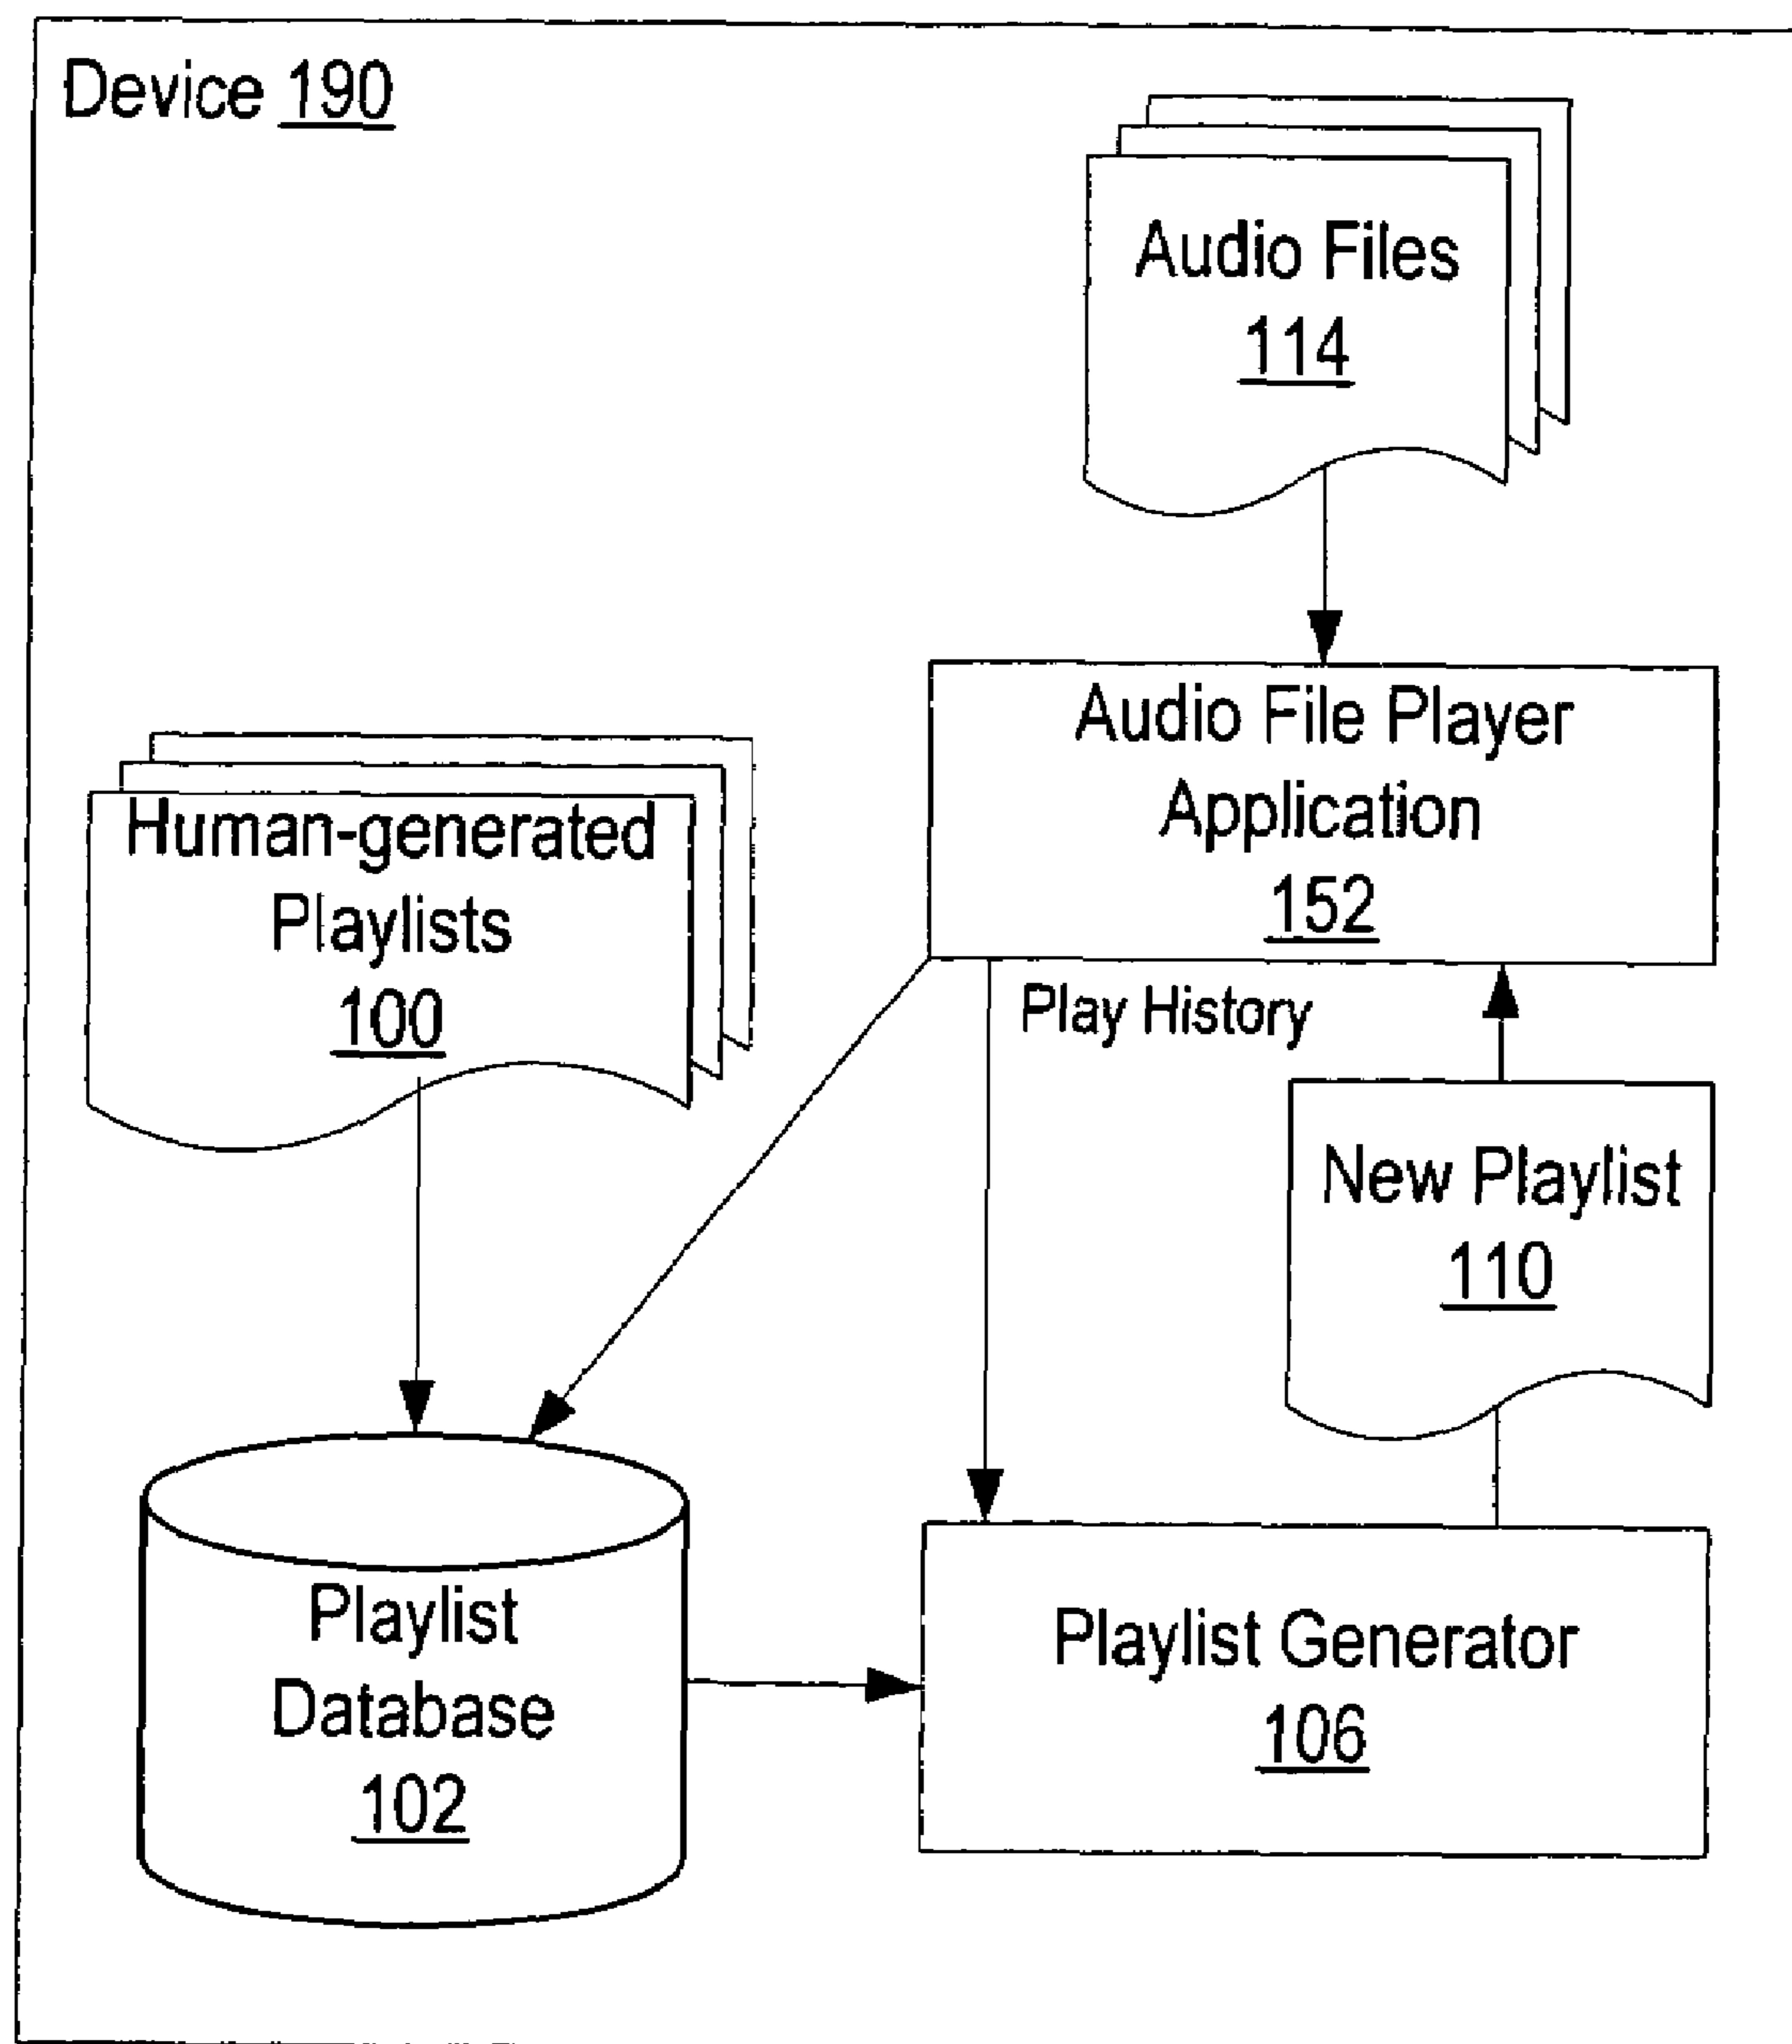 Device 190
Audio Files
114
Audio File Player
Application
152
Human-generated
Playlists
100
Play History
New Playlist
110
Playlist
Database
102
Playlist Generator
106